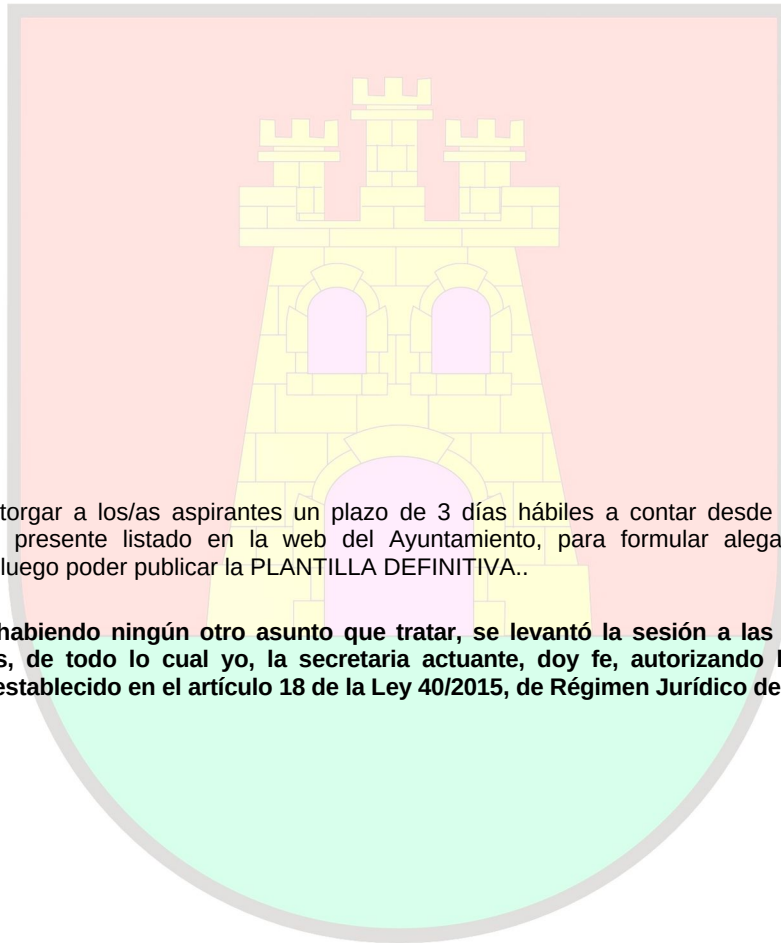 torgar a los/as aspirantes un plazo de 3 días hábiles a contar desde
presente listado en la web del Ayuntamiento, para formular alega
luego poder publicar la PLANTILLA DEFINITIVA..
habiendo ningún otro asunto que tratar, se levantó la sesión a las
s, de todo lo cual yo, la secretaria actuante, doy fe, autorizando
establecido en el artículo 18 de la Ley 40/2015, de Régimen Jurídico de